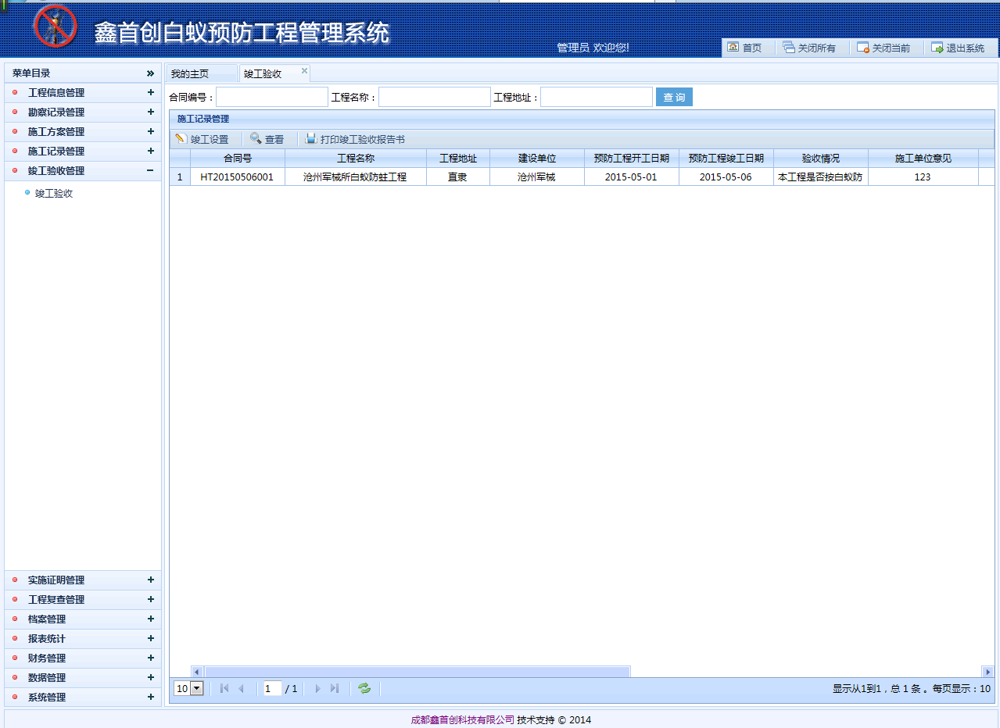 鑫首创白蚁预防工程管理系统
管理员 欢迎您!
首页 关闭所有 关闭当前 退出系统
菜单目录
我的主页 竣工验收
工程信息管理
勘察记录管理
施工方案管理
施工记录管理
竣工验收管理
竣工验收
实施证明管理
工程复查管理
档案管理
报表统计
财务管理
数据管理
系统管理
合同编号： 工程名称： 工程地址： 查 询
施工记录管理
竣工设置 查看 打印竣工验收报告书
合同号 工程名称 工程地址 建设单位 预防工程开工日期 预防工程竣工日期 验收情况 施工单位意见
1 HT20150506001 沧州军械所白蚁防蛀工程 直隶 沧州军械 2015-05-01 2015-05-06 本工程是否按白蚁防 123
10 1 / 1 显示从1到1，总 1 条 。每页显示：10
成都鑫首创科技有限公司 技术支持 © 2014